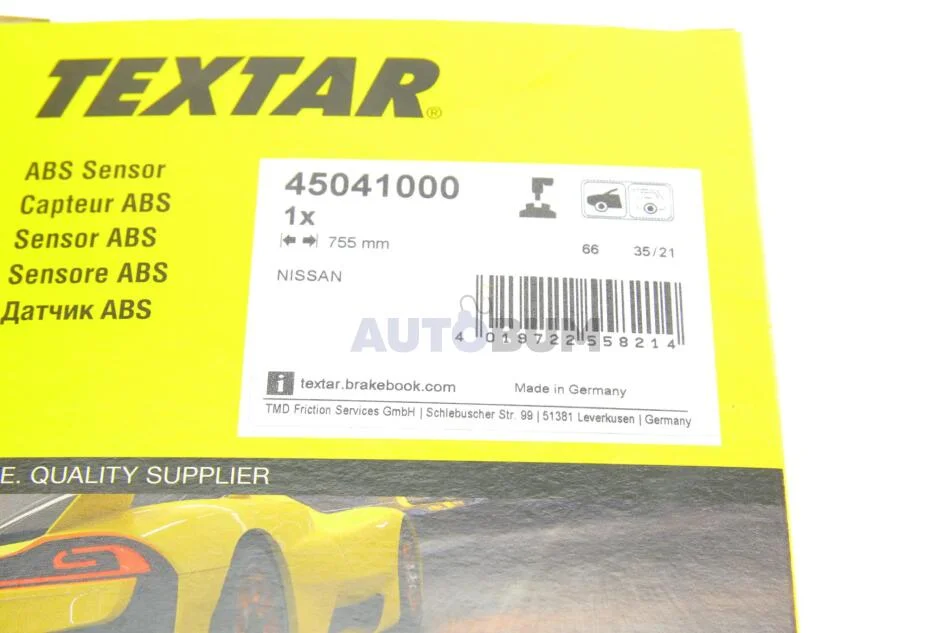 TEXTAR®
ABS Sensor
Capteur ABS
Sensor ABS
Sensore ABS
Датчик ABS
45041000
1x
755 mm
66 35/21
NISSAN
4 019722 558214
AUTOBUM
i textar.brakebook.com Made in Germany
TMD Friction Services GmbH | Schlebuscher Str. 99 | 51381 Leverkusen | Germany
E. QUALITY SUPPLIER